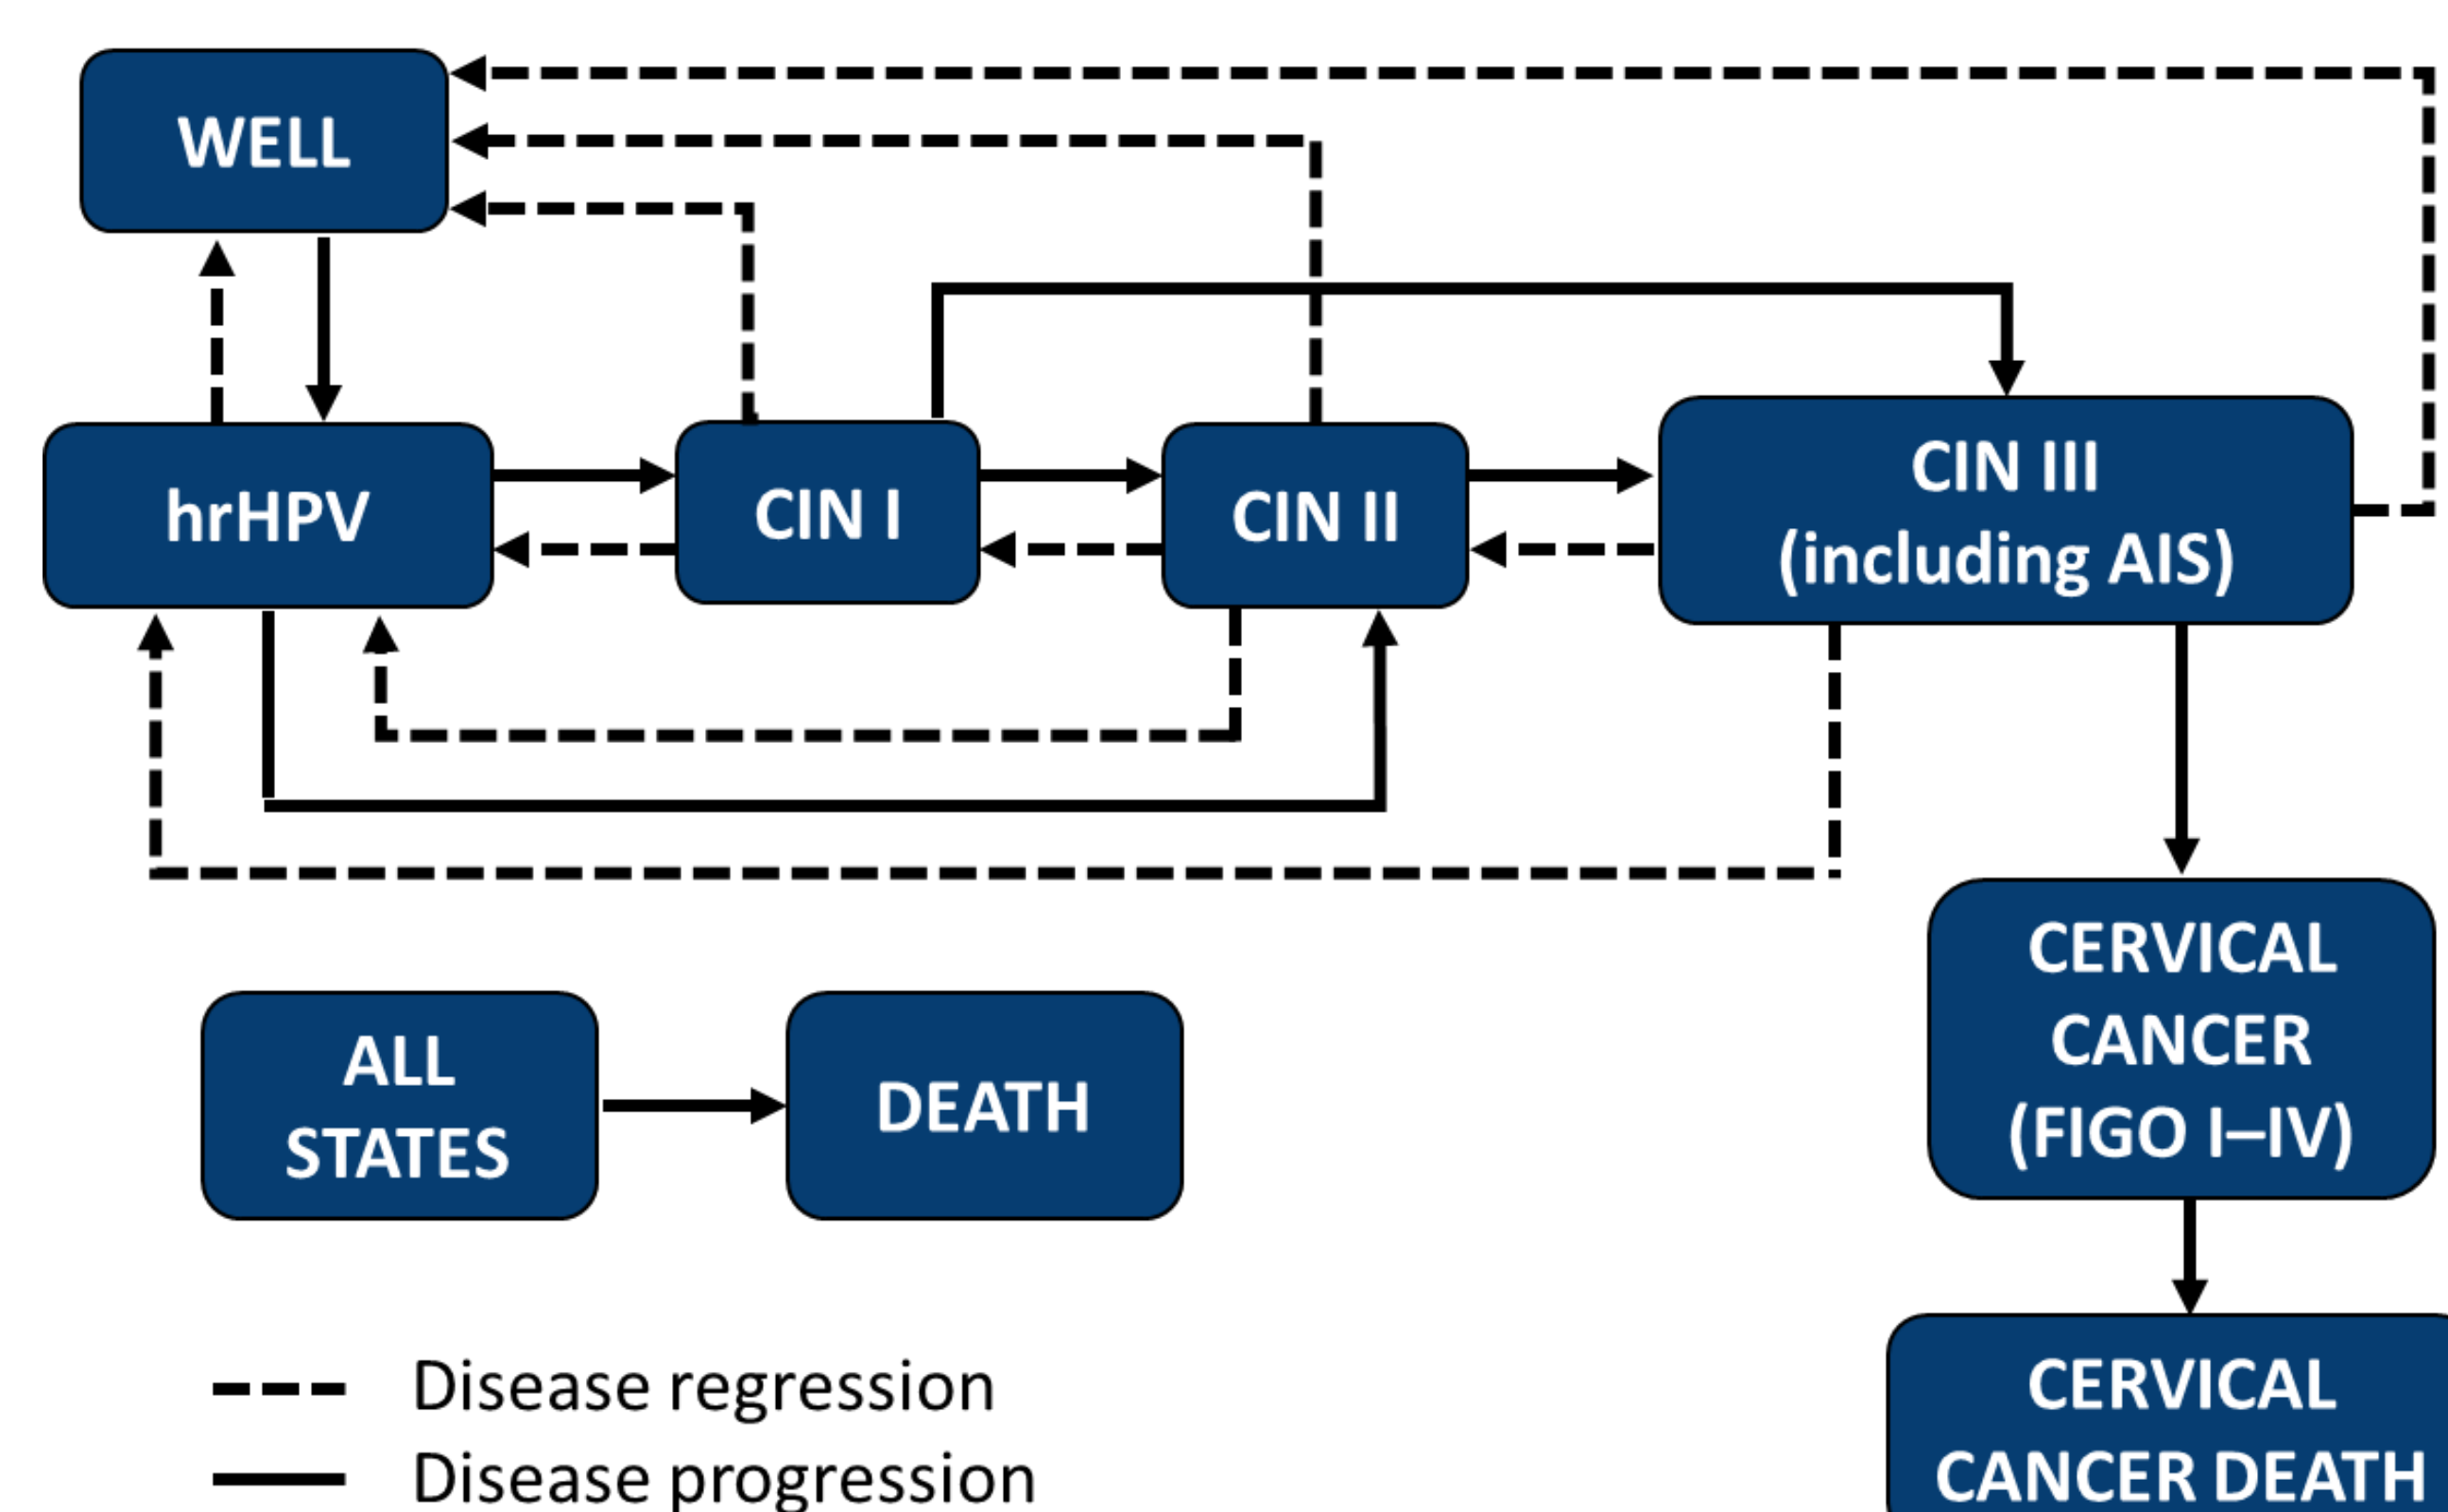 WELL
hrHPV
CIN I
CIN II
CIN III
(including AIS)
CERVICAL
CANCER
(FIGO I–IV)
ALL
STATES
DEATH
CERVICAL
CANCER DEATH
Disease regression
Disease progression